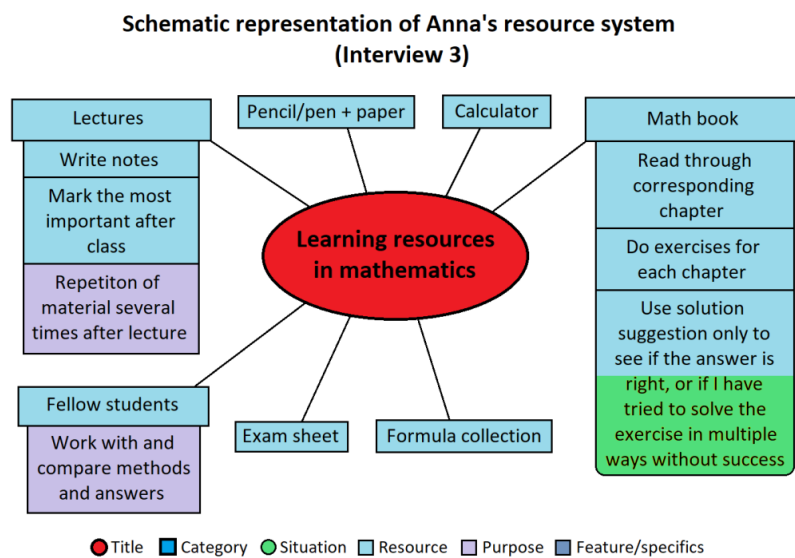 Schematic representation of Anna's resource system
(Interview 3)
Lectures
Write notes
Mark the most
important after
class
Repetiton of
material several
times after lecture
Pencil/pen + paper
Calculator
Math book
Read through
corresponding
chapter
Do exercises for
each chapter
Use solution
suggestion only to
see if the answer is
right, or if I have
tried to solve the
exercise in multiple
ways without success
Learning resources
in mathematics
Fellow students
Work with and
compare methods
and answers
Exam sheet
Formula collection
Title Category Situation Resource Purpose Feature/specifics